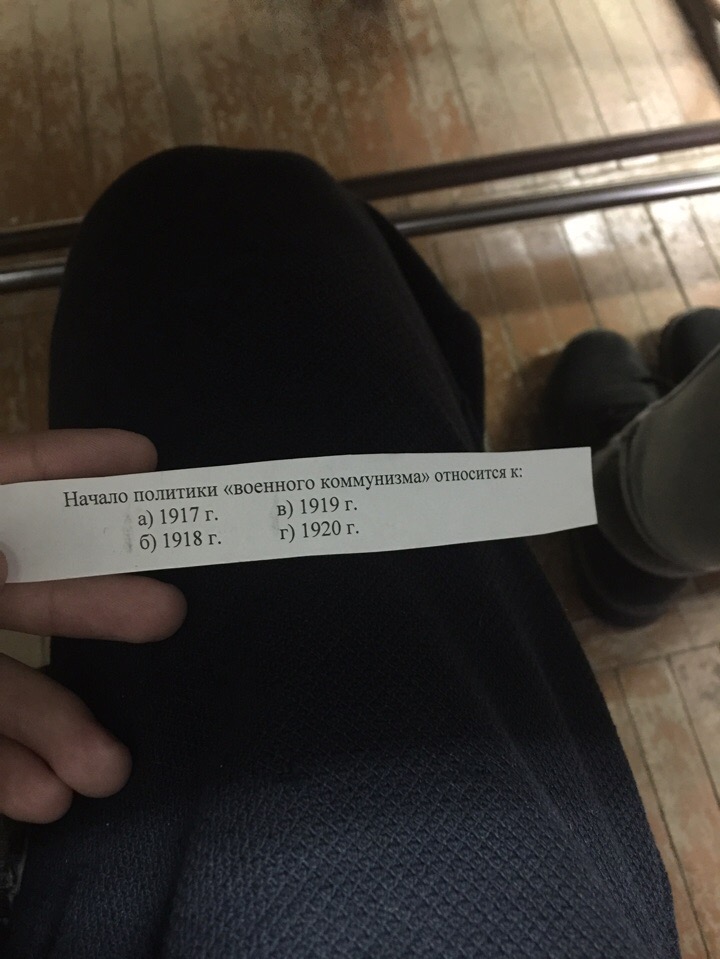 Начало политики «военного коммунизма» относится к:
а) 1917 г. в) 1919 г.
б) 1918 г. г) 1920 г.